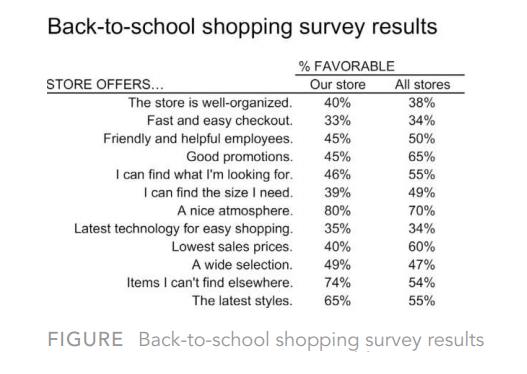 Back-to-school shopping survey results
% FAVORABLE
STORE OFFERS... Our store All stores
The store is well-organized. 40% 38%
Fast and easy checkout. 33% 34%
Friendly and helpful employees. 45% 50%
Good promotions. 45% 65%
I can find what I'm looking for. 46% 55%
I can find the size I need. 39% 49%
A nice atmosphere. 80% 70%
Latest technology for easy shopping. 35% 34%
Lowest sales prices. 40% 60%
A wide selection. 49% 47%
Items I can't find elsewhere. 74% 54%
The latest styles. 65% 55%
FIGURE Back-to-school shopping survey results